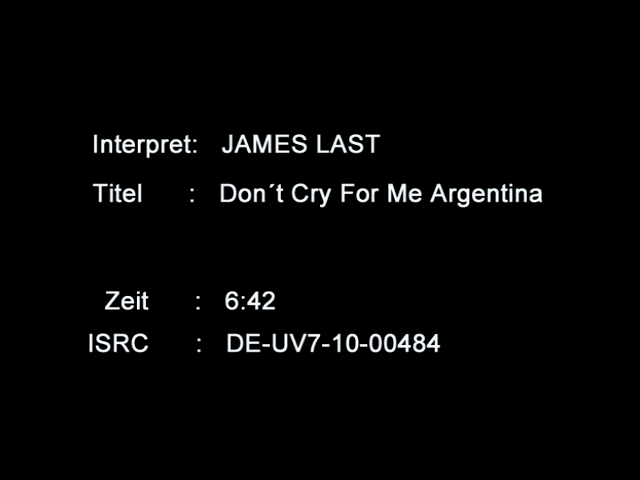 Interpret: JAMES LAST
Titel : Don´t Cry For Me Argentina
Zeit : 6:42
ISRC : DE-UV7-10-00484